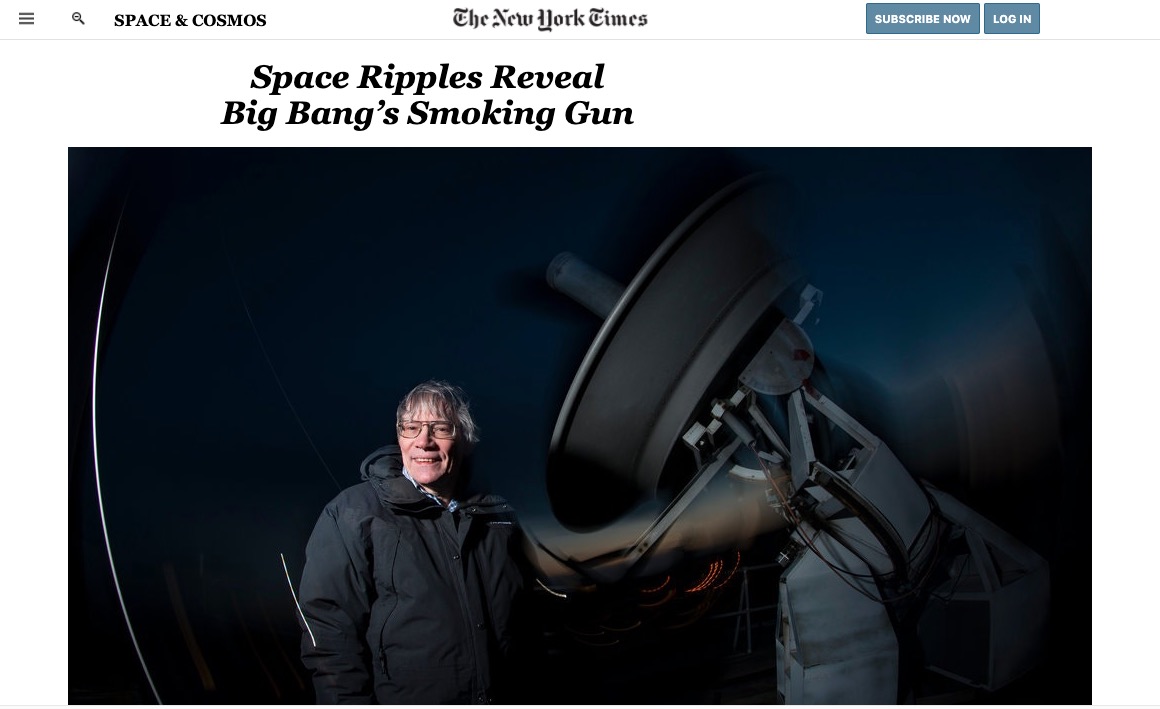 SPACE & COSMOS
The New York Times
SUBSCRIBE NOW
LOG IN
Space Ripples Reveal
Big Bang’s Smoking Gun